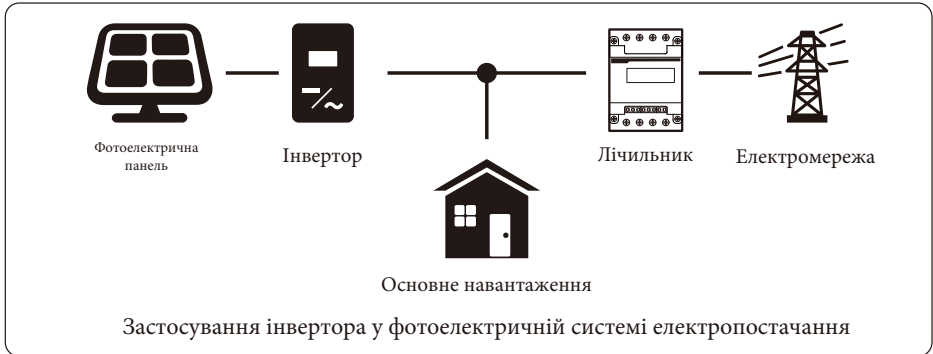 Фотоелектрична
панель
Інвертор
Лічильник
Електромережа
Основне навантаження
Застосування інвертора у фотоелектричній системі електропостачання